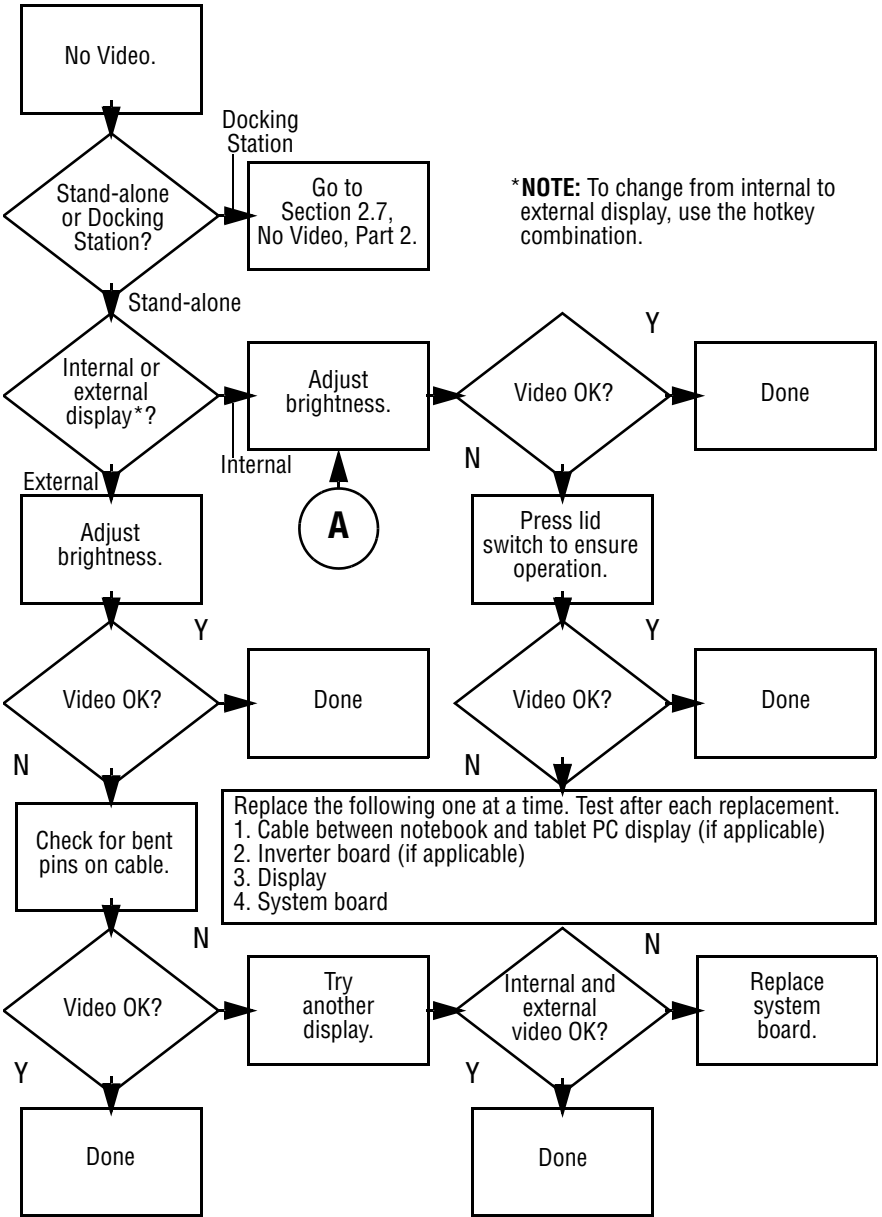 No Video.
Docking
Station
Stand-alone
or Docking
Station?
Go to
Section 2.7,
No Video, Part 2.
*NOTE: To change from internal to
external display, use the hotkey
combination.
Stand-alone
Internal or
external
display*?
Internal
External
Adjust
brightness.
A
Video OK?
Y
Done
N
Press lid
switch to ensure
operation.
Adjust
brightness.
Video OK?
Y
Done
N
Video OK?
Y
Done
N
Check for bent
pins on cable.
Replace the following one at a time. Test after each replacement.
1. Cable between notebook and tablet PC display (if applicable)
2. Inverter board (if applicable)
3. Display
4. System board
Video OK?
N
Try
another
display.
Internal and
external
video OK?
N
Replace
system
board.
Y
Done
Y
Done